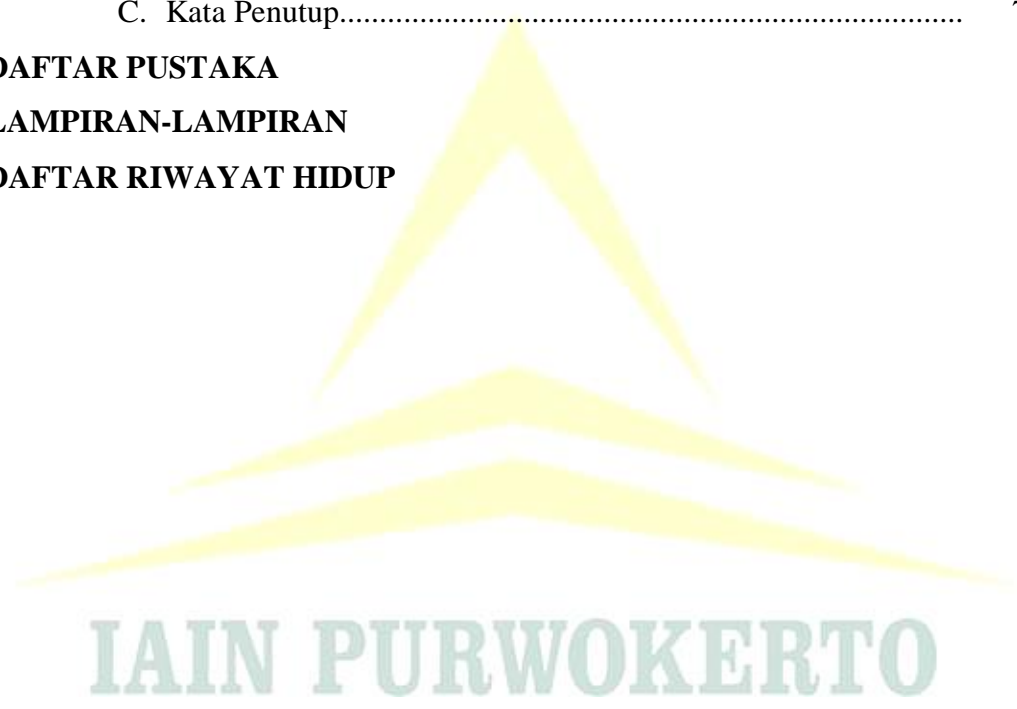 C. Kata Penutup..............................................................................
DAFTAR PUSTAKA
LAMPIRAN-LAMPIRAN
DAFTAR RIWAYAT HIDUP
IAIN PURWOKERTO